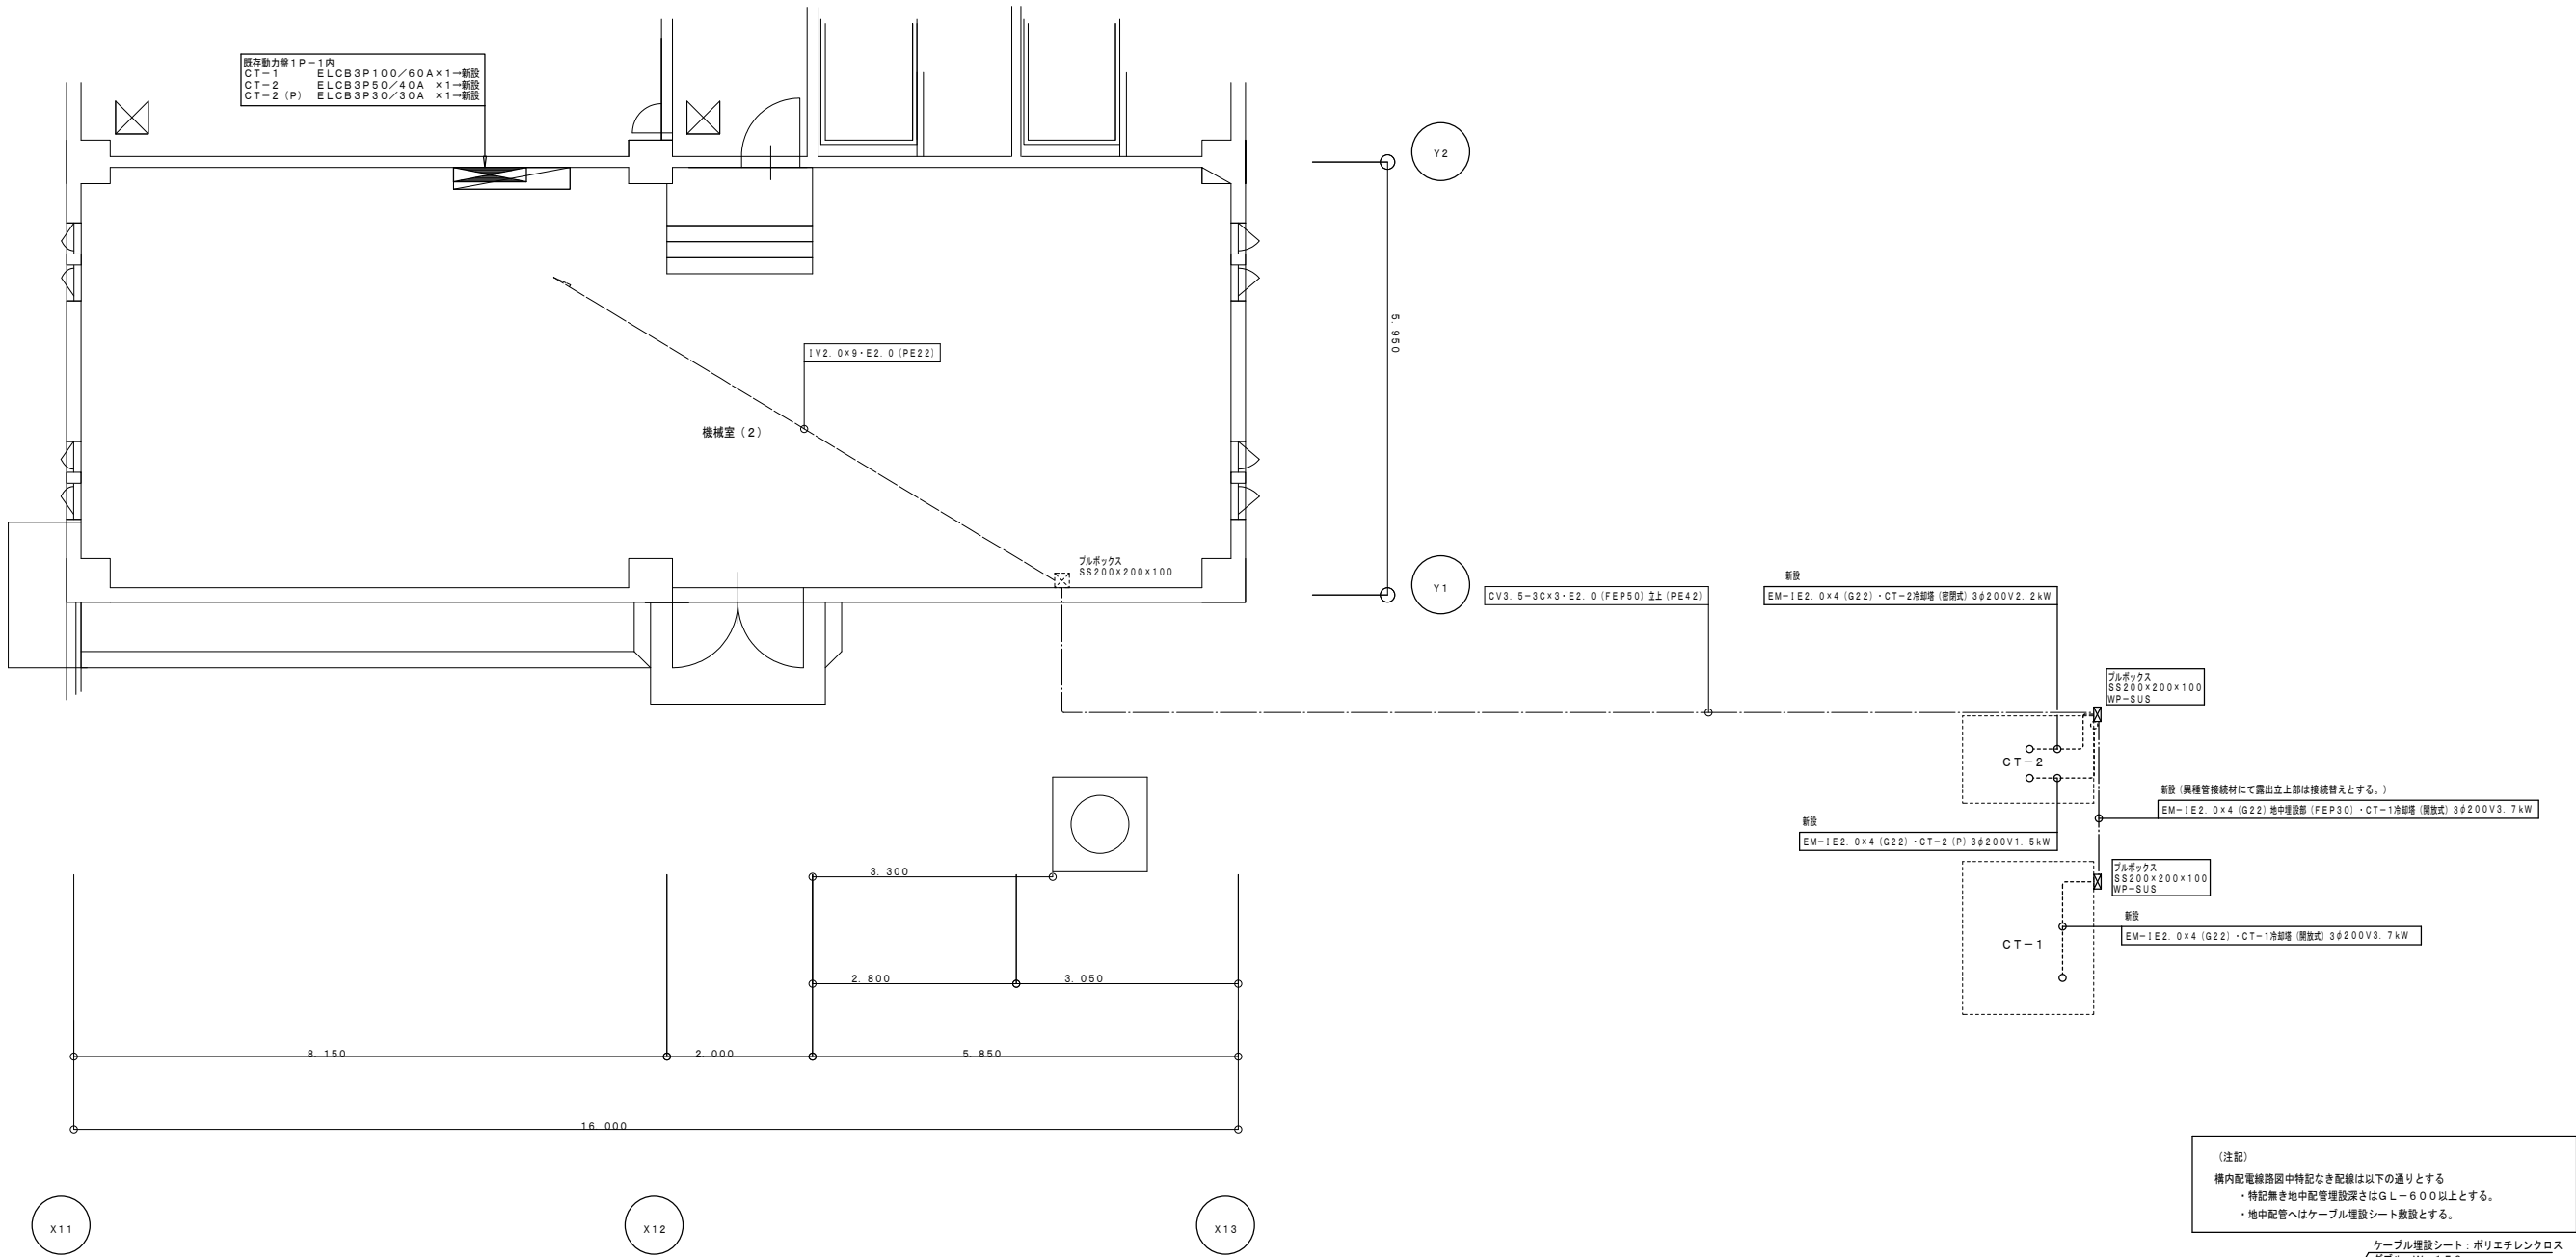 既存動力盤1P-1内
CT-1 ELCB3P100/60A×1→新設
CT-2 ELCB3P50/40A ×1→新設
CT-2(P) ELCB3P30/30A ×1→新設
Y2
5.950
IV2.0×9・E2.0(PE22)
機械室(2)
プルボックス
SS200×200×100
Y1
CV3.5-3C×3・E2.0(FEP50)立上(PE42)
新設
EM-IE2.0×4(G22)・CT-2冷却塔(密閉式)3φ200V2.2kW
プルボックス
SS200×200×100
WP-SUS
CT-2
新設(異種管接続材にて露出立上部は接続替えとする。)
EM-IE2.0×4(G22)地中埋設部(FEP30)・CT-1冷却塔(開放式)3φ200V3.7kW
新設
EM-IE2.0×4(G22)・CT-2(P)3φ200V1.5kW
プルボックス
SS200×200×100
WP-SUS
新設
EM-IE2.0×4(G22)・CT-1冷却塔(開放式)3φ200V3.7kW
CT-1
3.300
2.800
3.050
8.150
2.000
5.850
16.000
(注記)
構内配電線路図中特記なき配線は以下の通りとする
・特記無き地中配管埋設深さはGL-600以上とする。
・地中配管へはケーブル埋設シート敷設とする。
X11
X12
X13
ケーブル埋設シート:ポリエチレンクロス